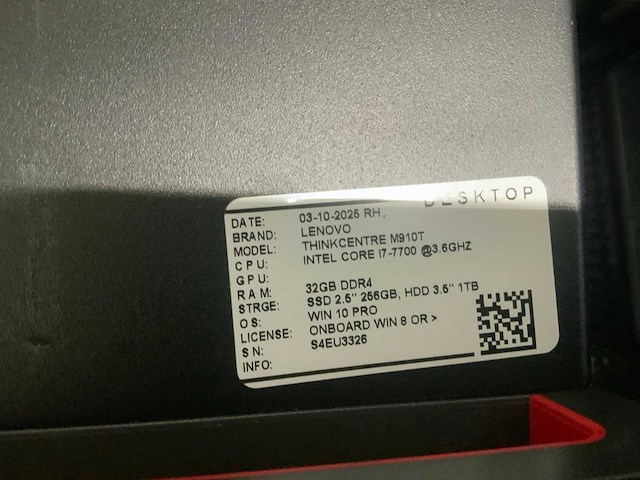 DESKTOP
DATE: 03-10-2025 RH,
BRAND: LENOVO
MODEL: THINKCENTRE M910T
CPU: INTEL CORE I7-7700 @3.6GHZ
GPU:
RAM: 32GB DDR4
STRGE: SSD 2.5" 256GB, HDD 3.5" 1TB
OS: WIN 10 PRO
LICENSE: ONBOARD WIN 8 OR >
SN: S4EU3326
INFO: